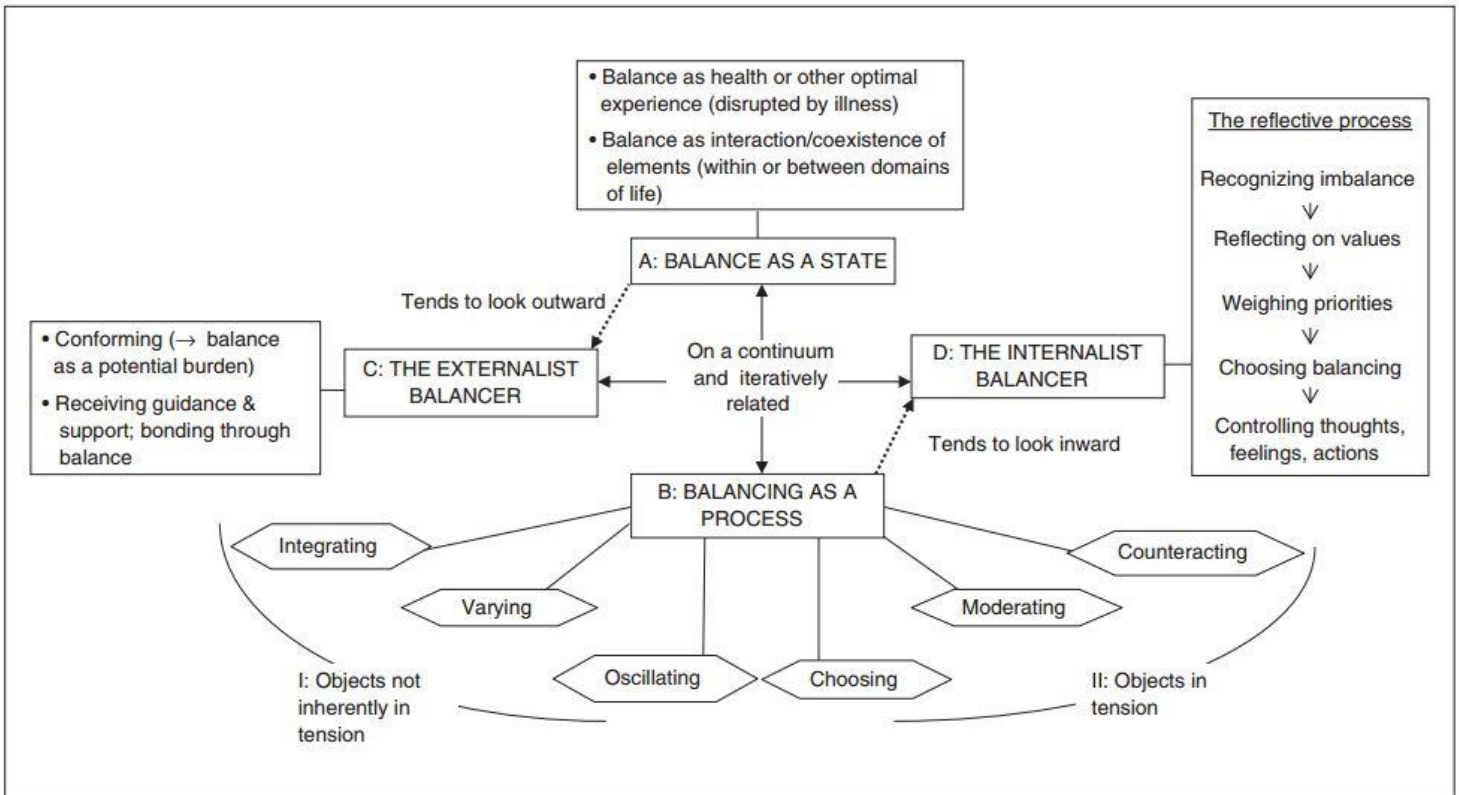 • Balance as health or other optimal
experience (disrupted by illness)
• Balance as interaction/coexistence of
elements (within or between domains
of life)
The reflective process
Recognizing imbalance
Reflecting on values
Weighing priorities
Choosing balancing
Controlling thoughts,
feelings, actions
A: BALANCE AS A STATE
Tends to look outward
• Conforming (→ balance
as a potential burden)
• Receiving guidance &
support; bonding through
balance
C: THE EXTERNALIST
BALANCER
On a continuum
and iteratively
related
D: THE INTERNALIST
BALANCER
Tends to look inward
B: BALANCING AS A
PROCESS
Integrating
Varying
Oscillating
Choosing
Moderating
Counteracting
I: Objects not
inherently in
tension
II: Objects in
tension